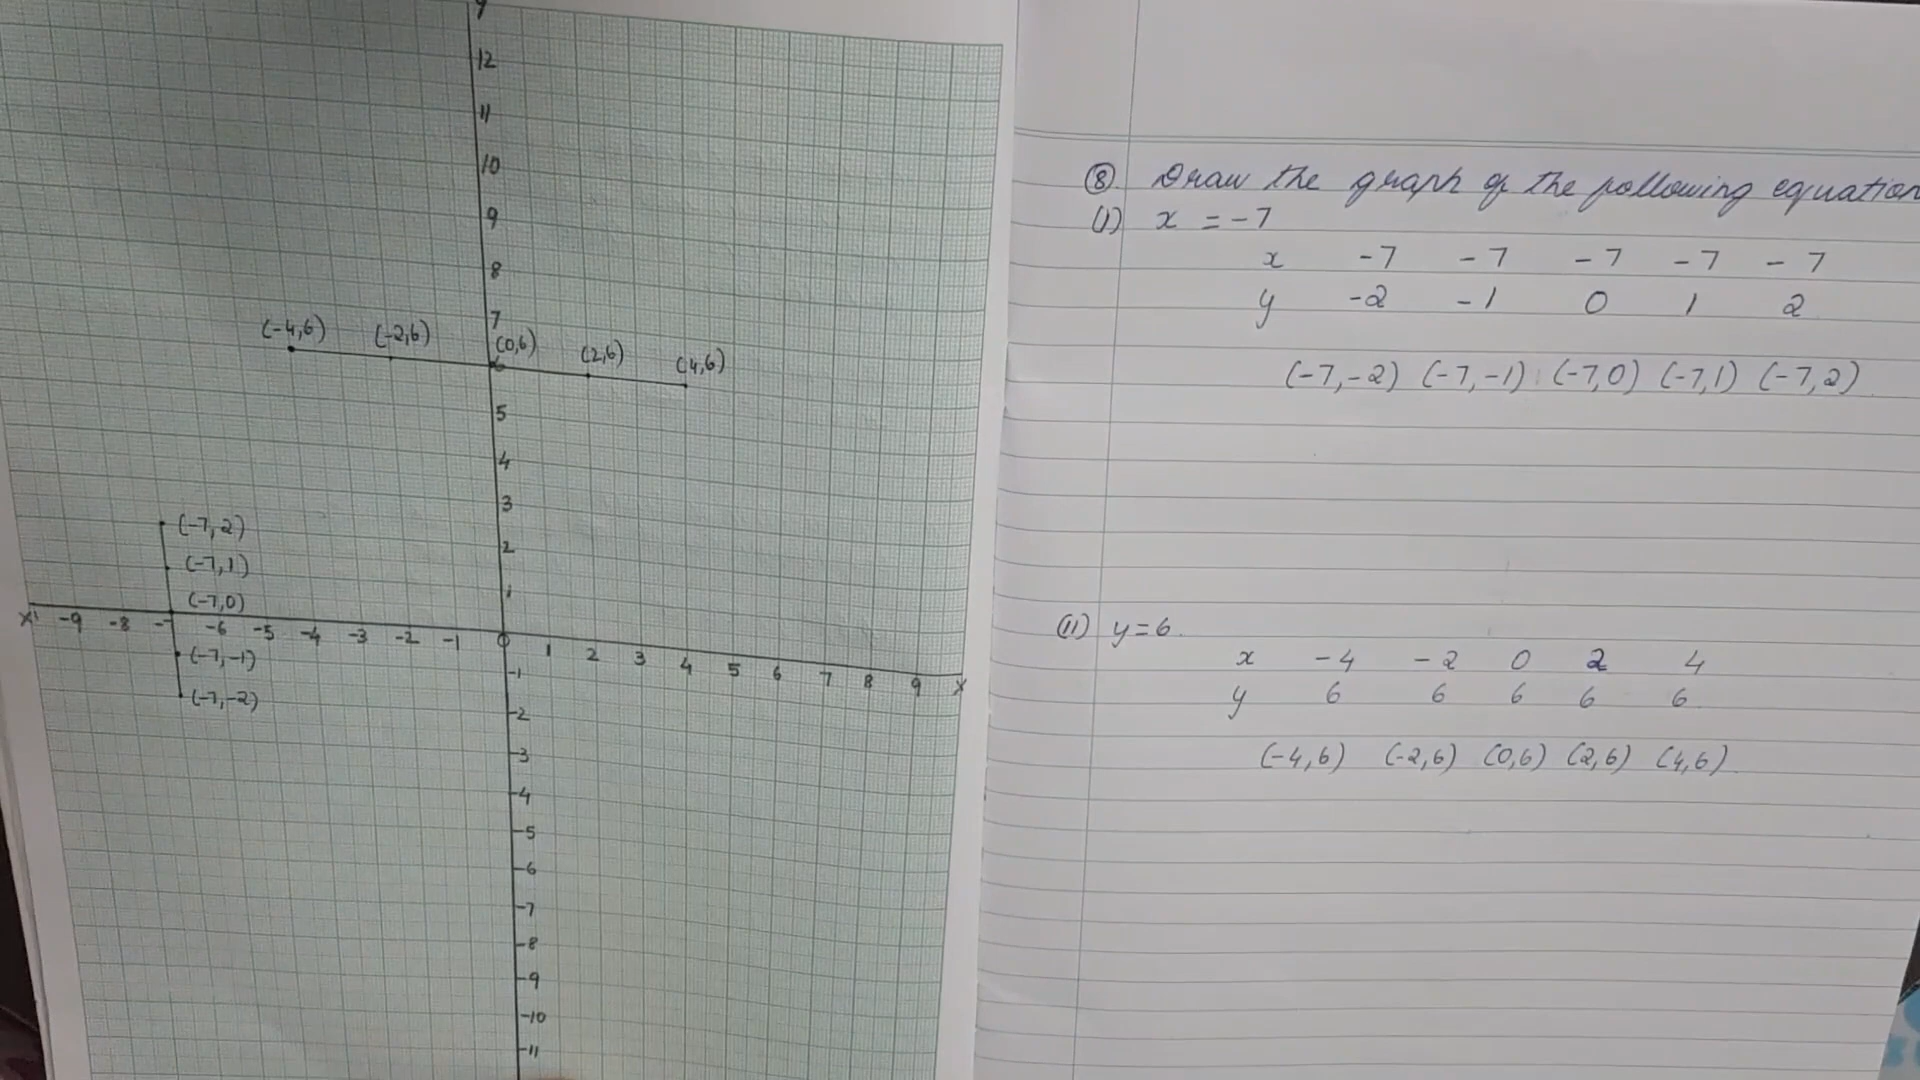 y
12
11
10
9
8
7
(-4,6) (-2,6) (0,6) (2,6) (4,6)
6
5
4
3
2
1
(-7,2)
(-7,1)
(-7,0)
x' -9 -8 -7 -6 -5 -4 -3 -2 -1 0 1 2 3 4 5 6 7 8 9 x
(-7,-1)
(-7,-2)
-1
-2
-3
-4
-5
-6
-7
-8
-9
-10
-11
⑧ Draw the graph of the following equation
(i) x = -7
x -7 -7 -7 -7 -7
y -2 -1 0 1 2
(-7,-2) (-7,-1) (-7,0) (-7,1) (-7,2)
(ii) y=6.
x -4 -2 0 2 4
y 6 6 6 6 6
(-4,6) (-2,6) (0,6) (2,6) (4,6)